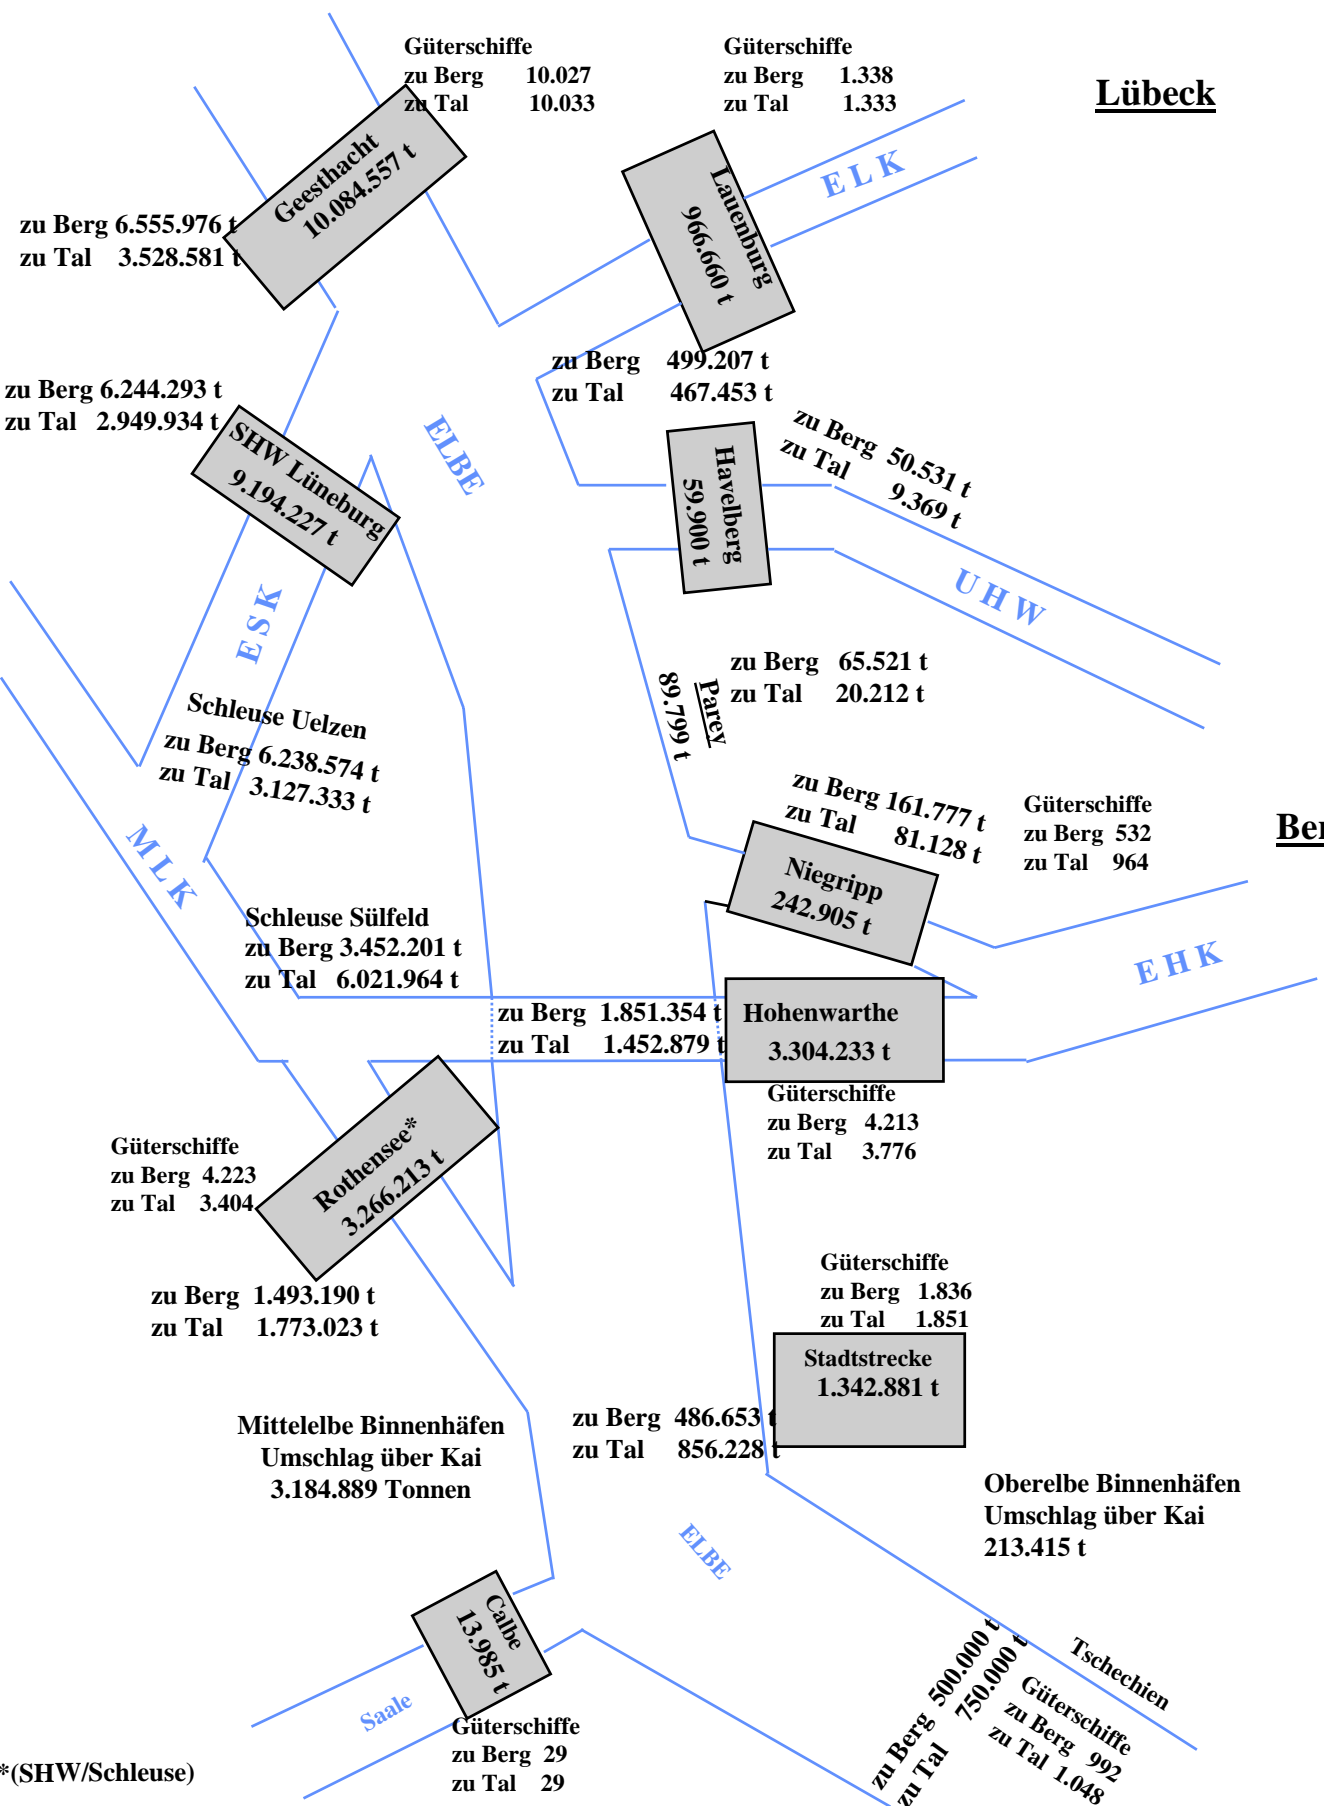 Güterschiffe
zu Berg 10.027
zu Tal 10.033
Güterschiffe
zu Berg 1.338
zu Tal 1.333
Lübeck
Geesthacht
10.084.557 t
Lauenburg
966.660 t
ELK
zu Berg 6.555.976 t
zu Tal 3.528.581 t
zu Berg 499.207 t
zu Tal 467.453 t
zu Berg 6.244.293 t
zu Tal 2.949.934 t
SHW Lüneburg
9.194.227 t
ELBE
Havelberg
59.900 t
zu Berg 50.531 t
zu Tal 9.369 t
UHW
ESK
zu Berg 65.521 t
zu Tal 20.212 t
Parey
89.799 t
Schleuse Uelzen
zu Berg 6.238.574 t
zu Tal 3.127.333 t
zu Berg 161.777 t
zu Tal 81.128 t
Güterschiffe
zu Berg 532
zu Tal 964
Ber
MLK
Niegripp
242.905 t
EHK
Schleuse Sülfeld
zu Berg 3.452.201 t
zu Tal 6.021.964 t
zu Berg 1.851.354 t
zu Tal 1.452.879 t
Hohenwarthe
3.304.233 t
Güterschiffe
zu Berg 4.213
zu Tal 3.776
Güterschiffe
zu Berg 4.223
zu Tal 3.404
Rothensee*
3.266.213 t
zu Berg 1.493.190 t
zu Tal 1.773.023 t
Güterschiffe
zu Berg 1.836
zu Tal 1.851
Stadtstrecke
1.342.881 t
zu Berg 486.653 t
zu Tal 856.228 t
Mittelelbe Binnenhäfen
Umschlag über Kai
3.184.889 Tonnen
Oberelbe Binnenhäfen
Umschlag über Kai
213.415 t
ELBE
Calbe
13.985 t
Saale
Güterschiffe
zu Berg 29
zu Tal 29
zu Berg 500.000 t
zu Tal 750.000 t
Tschechien
Güterschiffe
zu Berg 992
zu Tal 1.048
*(SHW/Schleuse)